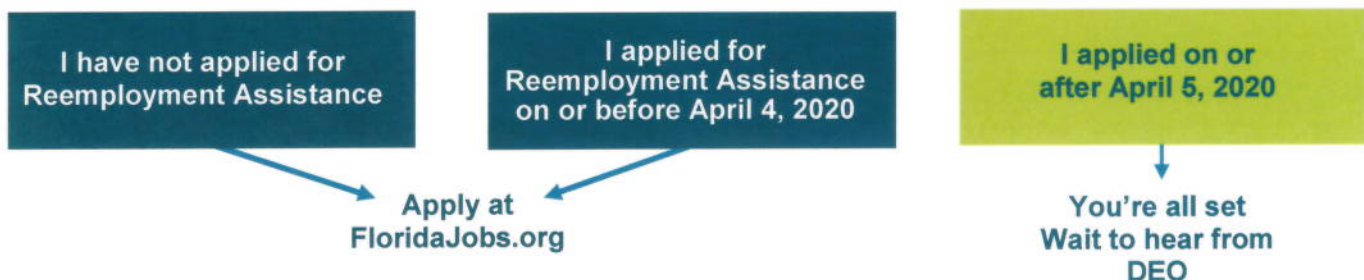 I have not applied for
Reemployment Assistance
I applied for
Reemployment Assistance
on or before April 4, 2020
I applied on or
after April 5, 2020
Apply at
FloridaJobs.org
You're all set
Wait to hear from
DEO